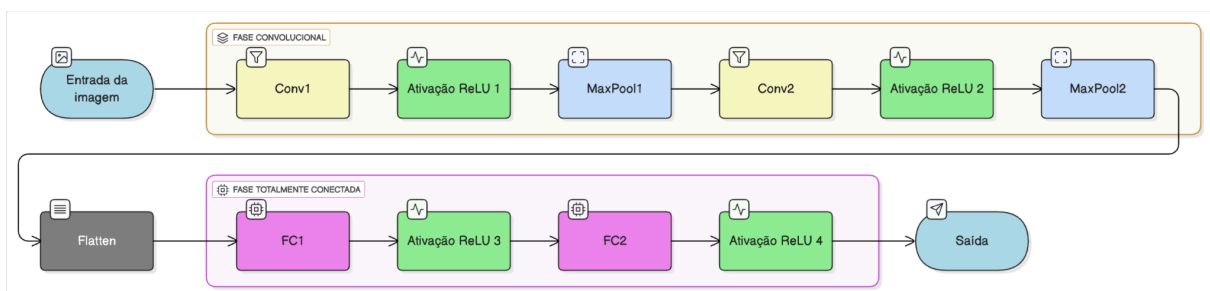 FASE CONVOLUCIONAL
Entrada da
imagem
Conv1
Ativação ReLU 1
MaxPool1
Conv2
Ativação ReLU 2
MaxPool2
FASE TOTALMENTE CONECTADA
Flatten
FC1
Ativação ReLU 3
FC2
Ativação ReLU 4
Saída